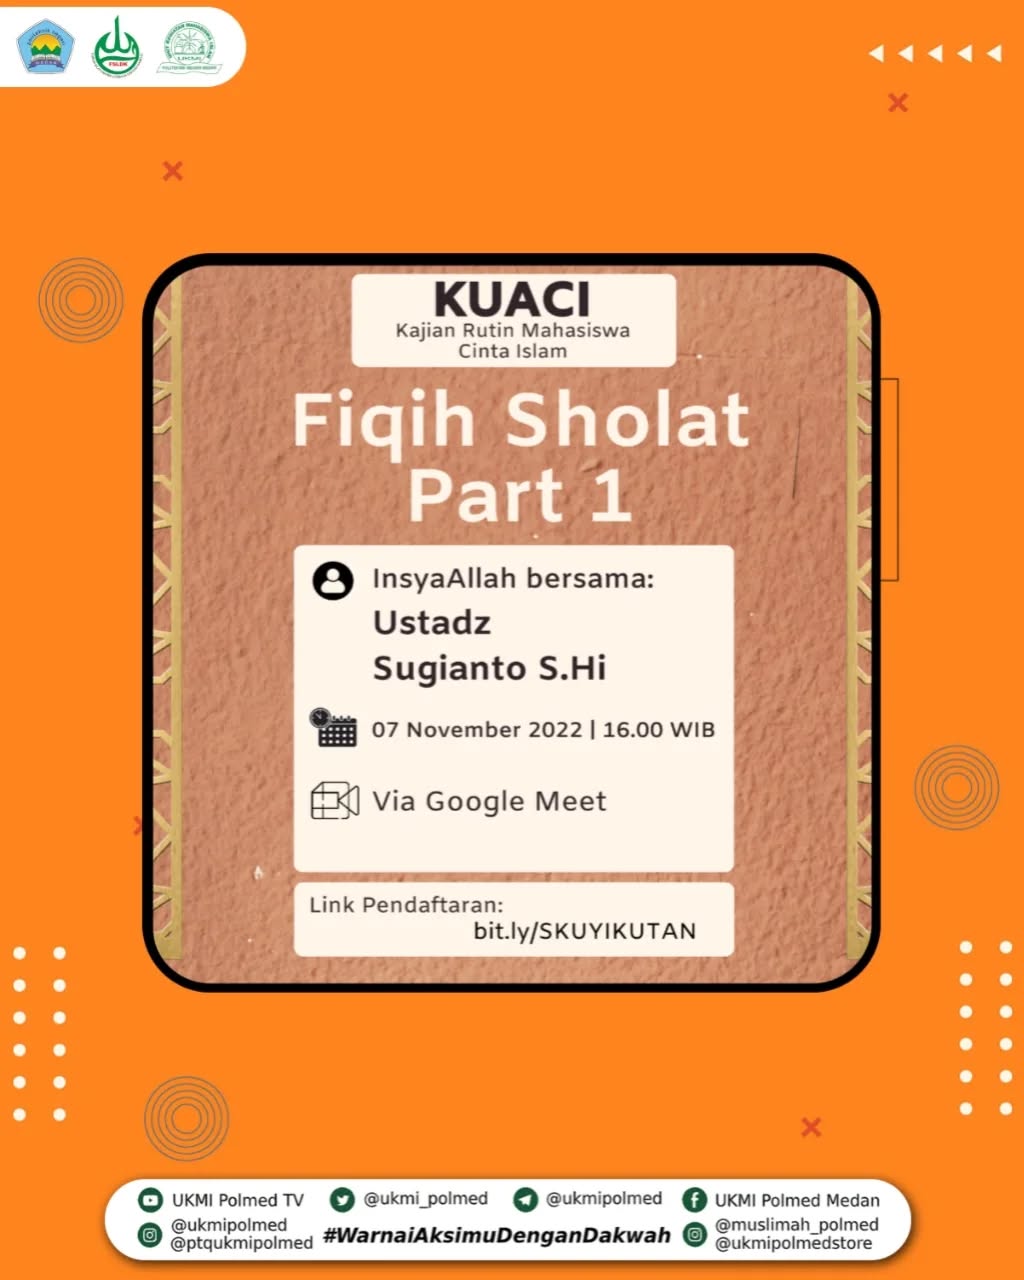 FSLDK
KUACI
Kajian Rutin Mahasiswa
Cinta Islam
Fiqih Sholat
Part 1
InsyaAllah bersama:
Ustadz
Sugianto S.Hi
07 November 2022 | 16.00 WIB
Via Google Meet
Link Pendaftaran:
bit.ly/SKUYIKUTAN
UKMI Polmed TV
@ukmi_polmed
@ukmipolmed
UKMI Polmed Medan
@ukmipolmed
@ptqukmipolmed
#WarnaiAksimuDenganDakwah
@muslimah_polmed
@ukmipolmedstore